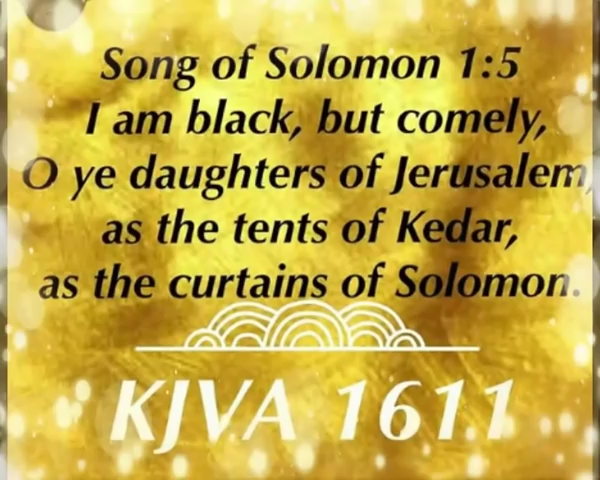 Song of Solomon 1:5
I am black, but comely,
O ye daughters of Jerusalem,
as the tents of Kedar,
as the curtains of Solomon.
KJVA 1611